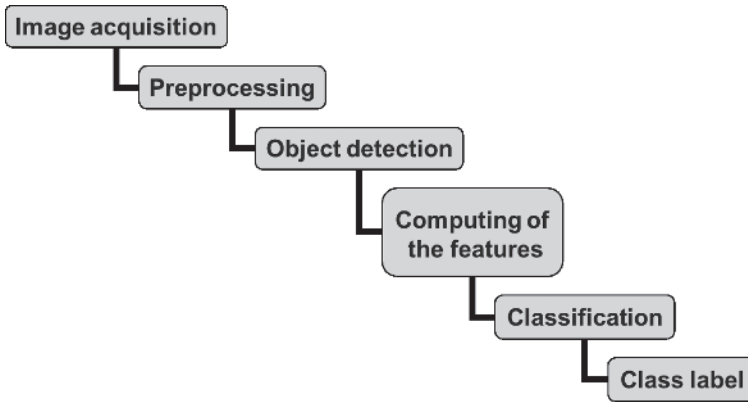 Image acquisition
Preprocessing
Object detection
Computing of
the features
Classification
Class label